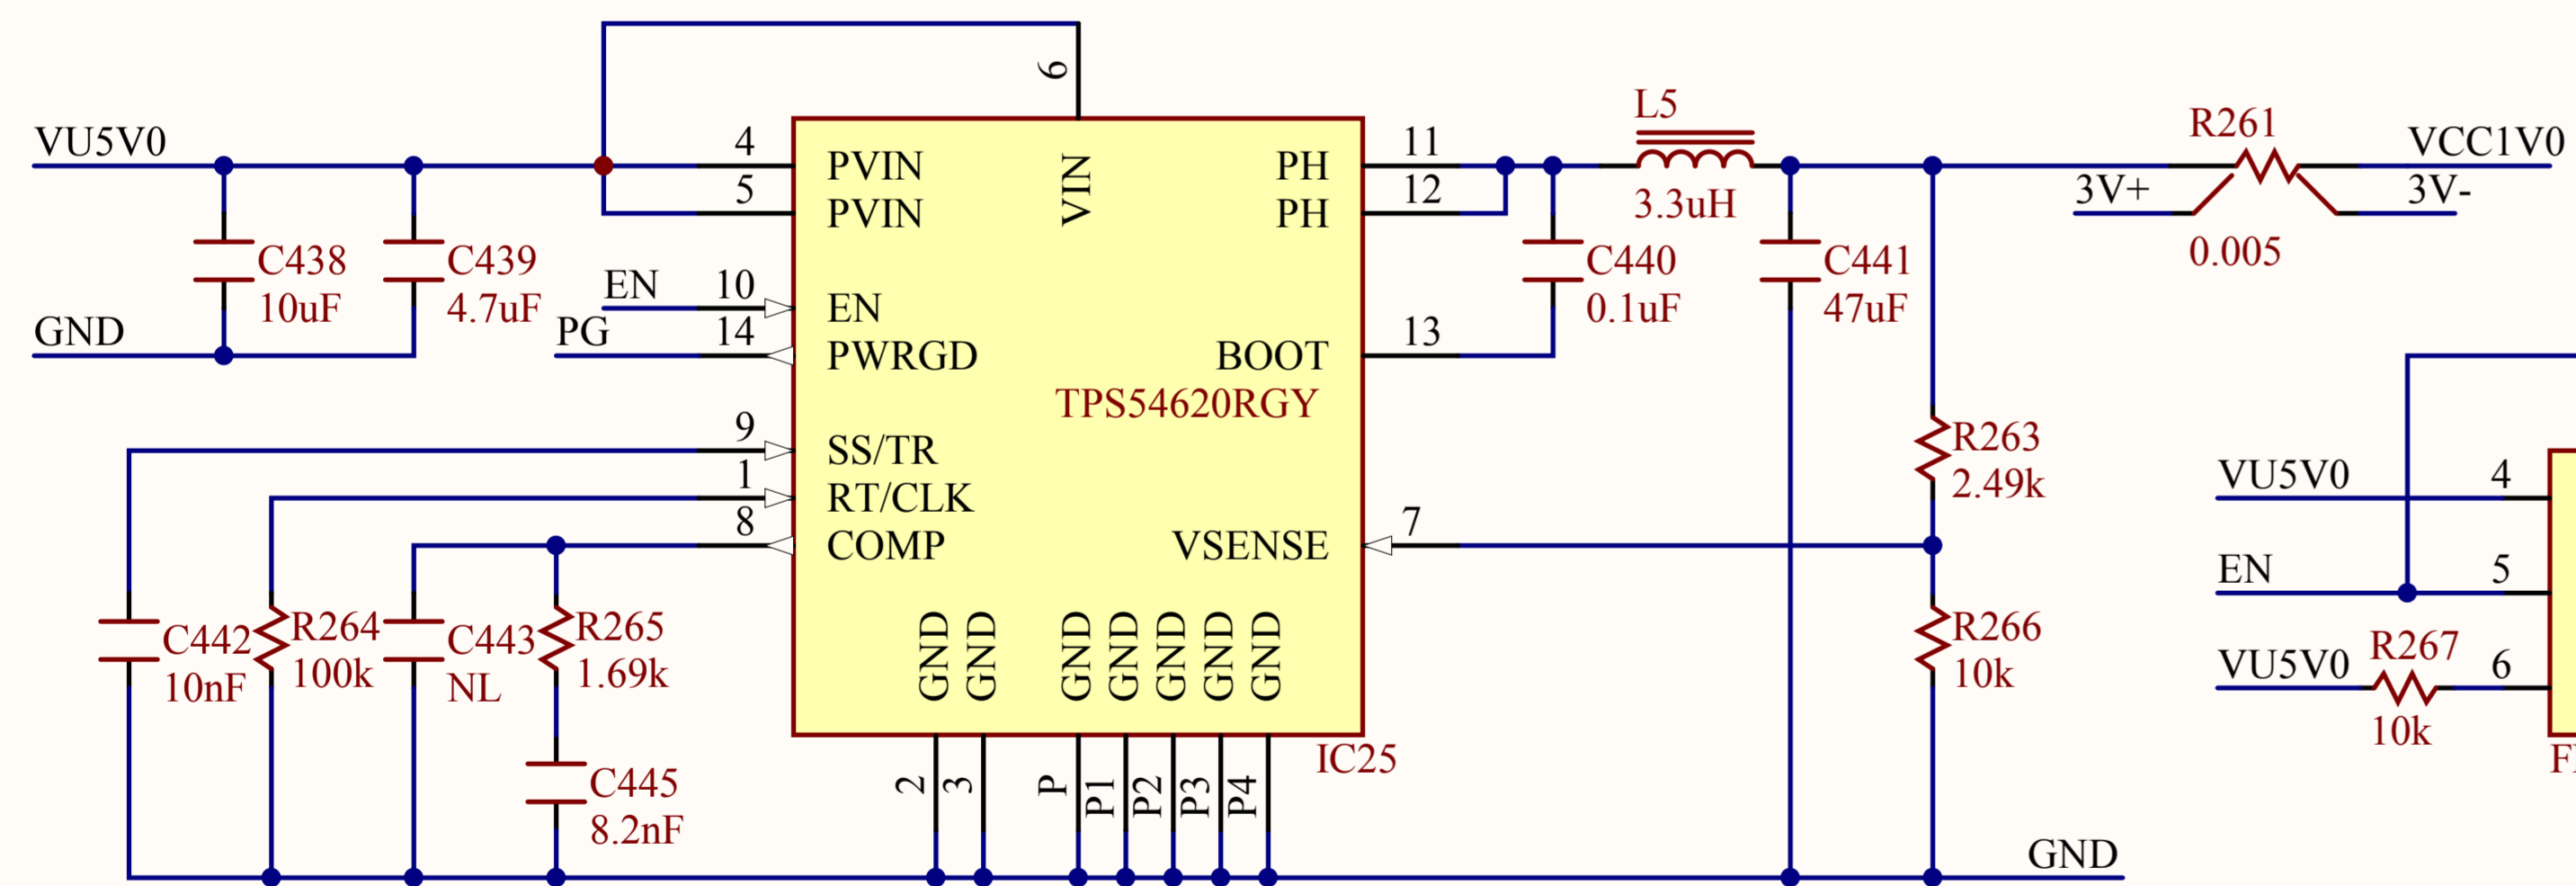 6
VU5V0
4
PVIN
5
PVIN
VIN
PH
11
PH
12
L5
3.3uH
R261
0.005
VCC1V0
3V+
3V-
C438
10uF
C439
4.7uF
GND
EN
10
EN
PG
14
PWRGD
BOOT
13
TPS54620RGY
C440
0.1uF
C441
47uF
9
SS/TR
1
RT/CLK
8
COMP
VSENSE
7
R263
2.49k
R266
10k
C442
10nF
R264
100k
C443
NL
R265
1.69k
C445
8.2nF
GND
GND
GND
GND
GND
GND
GND
2
3
P
P1
P2
P3
P4
IC25
GND
VU5V0
4
EN
5
VU5V0
R267
10k
6